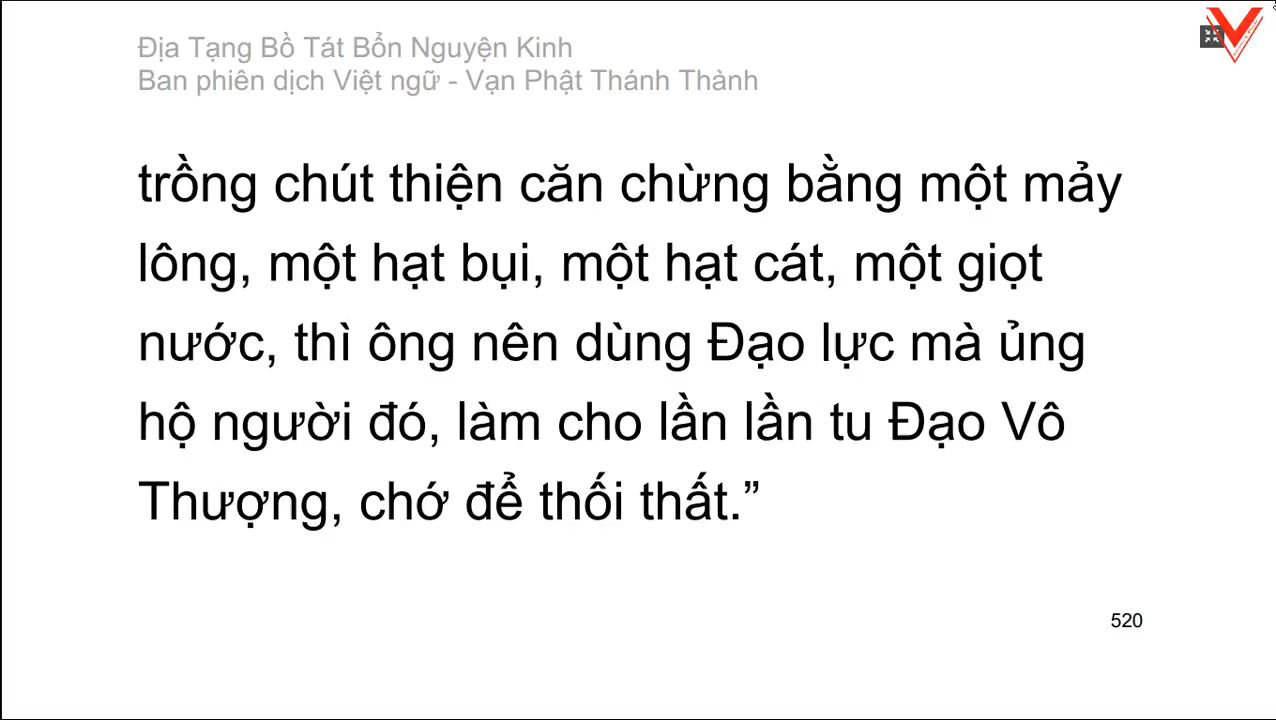 Địa Tạng Bồ Tát Bổn Nguyện Kinh
Ban phiên dịch Việt ngữ - Vạn Phật Thánh Thành
trồng chút thiện căn chừng bằng một mảy
lông, một hạt bụi, một hạt cát, một giọt
nước, thì ông nên dùng Đạo lực mà ủng
hộ người đó, làm cho lần lần tu Đạo Vô
Thượng, chớ để thối thất.”
520